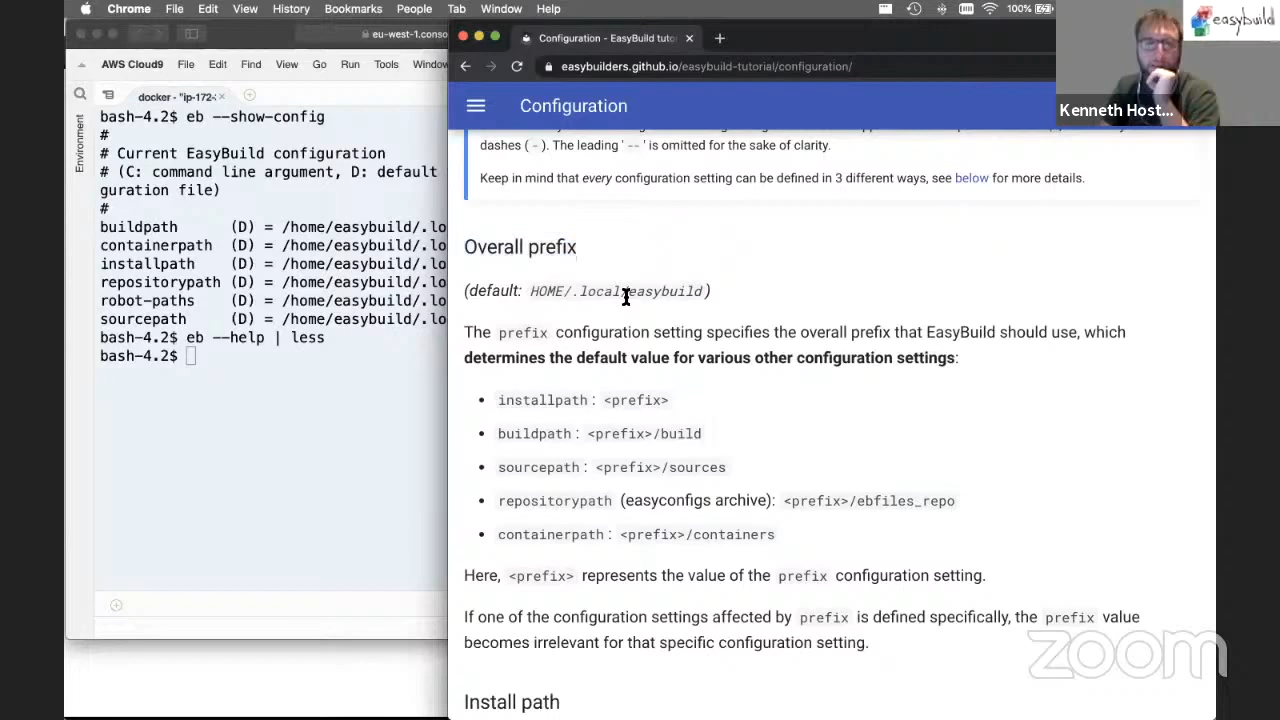 Chrome File Edit View History Bookmarks People Tab Window Help 100%
easybuild
eu-west-1.conso
Configuration - EasyBuild tuto
easybuilders.github.io/easybuild-tutorial/configuration/
AWS Cloud9 File Edit Find View Go Run Tools Window
docker - "ip-172-
Environment
bash-4.2$ eb --show-config
#
# Current EasyBuild configuration
# (C: command line argument, D: default
guration file)
#
buildpath (D) = /home/easybuild/.lo
containerpath (D) = /home/easybuild/.lo
installpath (D) = /home/easybuild/.lo
repositorypath (D) = /home/easybuild/.lo
robot-paths (D) = /home/easybuild/.lo
sourcepath (D) = /home/easybuild/.lo
bash-4.2$ eb --help | less
bash-4.2$
Configuration
Kenneth Host...
dashes ( - ). The leading ' -- ' is omitted for the sake of clarity.
Keep in mind that every configuration setting can be defined in 3 different ways, see below for more details.
Overall prefix
(default: HOME/.local/easybuild )
The prefix configuration setting specifies the overall prefix that EasyBuild should use, which
determines the default value for various other configuration settings:
• installpath : <prefix>
• buildpath : <prefix>/build
• sourcepath : <prefix>/sources
• repositorypath (easyconfigs archive): <prefix>/ebfiles_repo
• containerpath : <prefix>/containers
Here, <prefix> represents the value of the prefix configuration setting.
If one of the configuration settings affected by prefix is defined specifically, the prefix value
becomes irrelevant for that specific configuration setting.
zoom
Install path